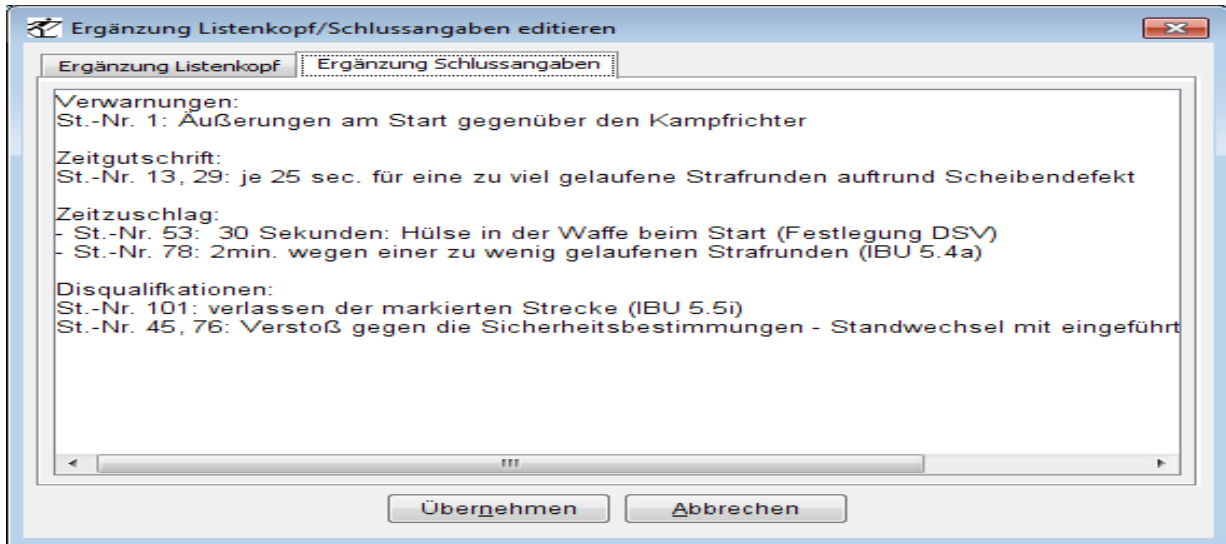 Ergänzung Listenkopf/Schlussangaben editieren
Ergänzung Listenkopf Ergänzung Schlussangaben
Verwarnungen:
St.-Nr. 1: Äußerungen am Start gegenüber den Kampfrichter
Zeitgutschrift:
St.-Nr. 13, 29: je 25 sec. für eine zu viel gelaufene Strafrunden auftrund Scheibendefekt
Zeitzuschlag:
- St.-Nr. 53:  30 Sekunden: Hülse in der Waffe beim Start (Festlegung DSV)
- St.-Nr. 78: 2min. wegen einer zu wenig gelaufenen Strafrunden (IBU 5.4a)
Disqualifkationen:
St.-Nr. 101: verlassen der markierten Strecke (IBU 5.5i)
St.-Nr. 45, 76: Verstoß gegen die Sicherheitsbestimmungen - Standwechsel mit eingeführt
Übernehmen Abbrechen